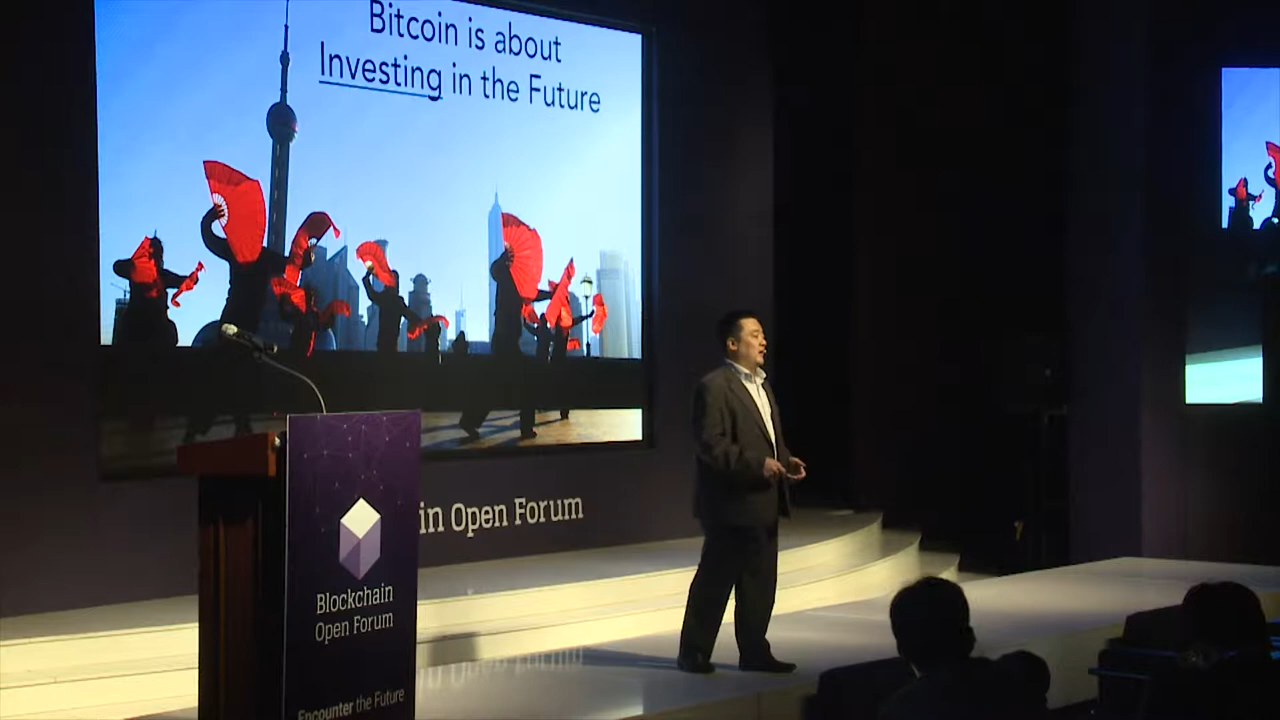 Bitcoin is about
Investing in the Future
in Open Forum
Blockchain
Open Forum
Encounter the Future